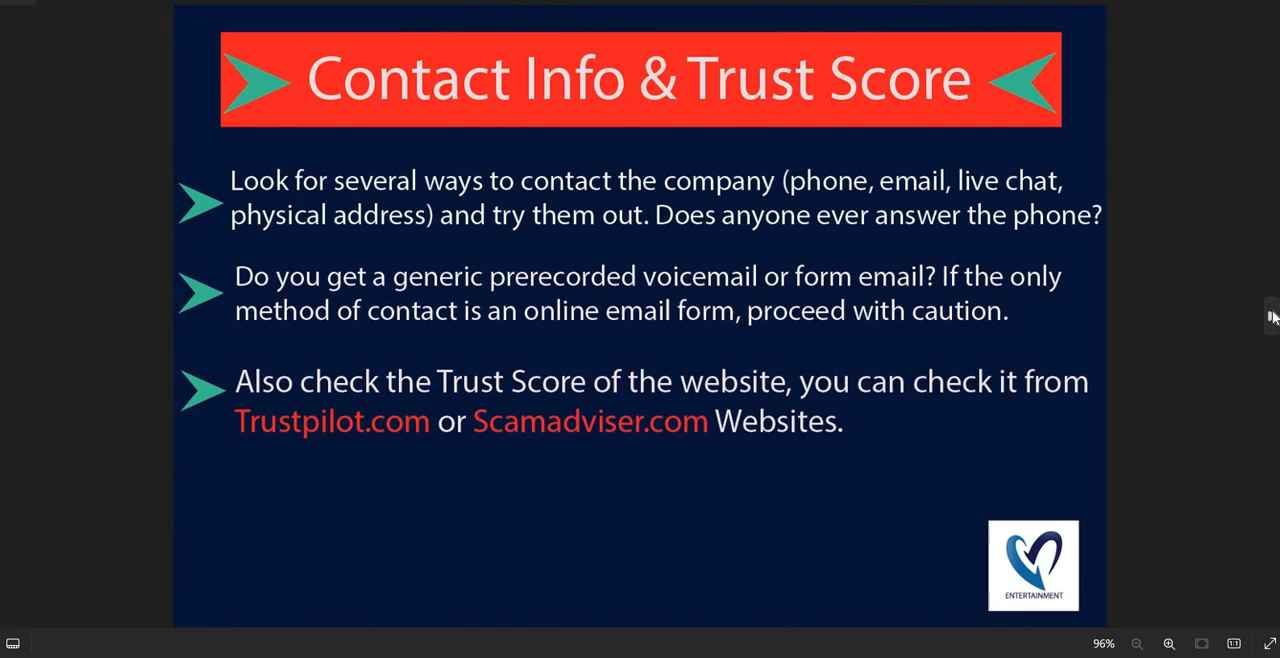 Contact Info & Trust Score
Look for several ways to contact the company (phone, email, live chat,
physical address) and try them out. Does anyone ever answer the phone?
Do you get a generic prerecorded voicemail or form email? If the only
method of contact is an online email form, proceed with caution.
Also check the Trust Score of the website, you can check it from
Trustpilot.com or Scamadviser.com Websites.
ENTERTAINMENT
96%
1:1